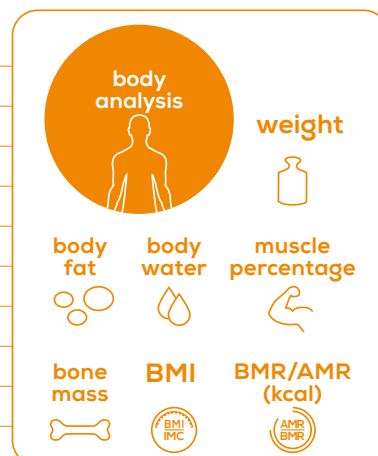 body
analysis
weight
body
fat
body
water
muscle
percentage
bone
mass
BMI
BMR/AMR
(kcal)
BMI
IMC
AMR
BMR